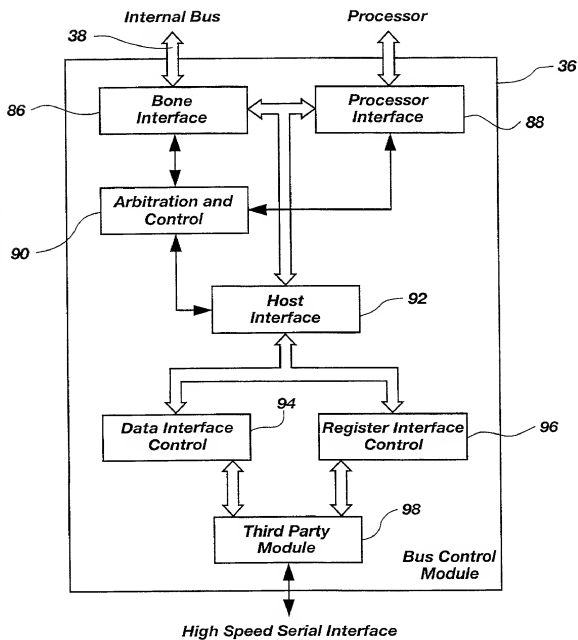 Internal Bus
Processor
38
36
86
Bone
Interface
Processor
Interface
88
Arbitration and
Control
90
Host
Interface
92
94
Data Interface
Control
Register Interface
Control
96
98
Third Party
Module
Bus Control
Module
High Speed Serial Interface